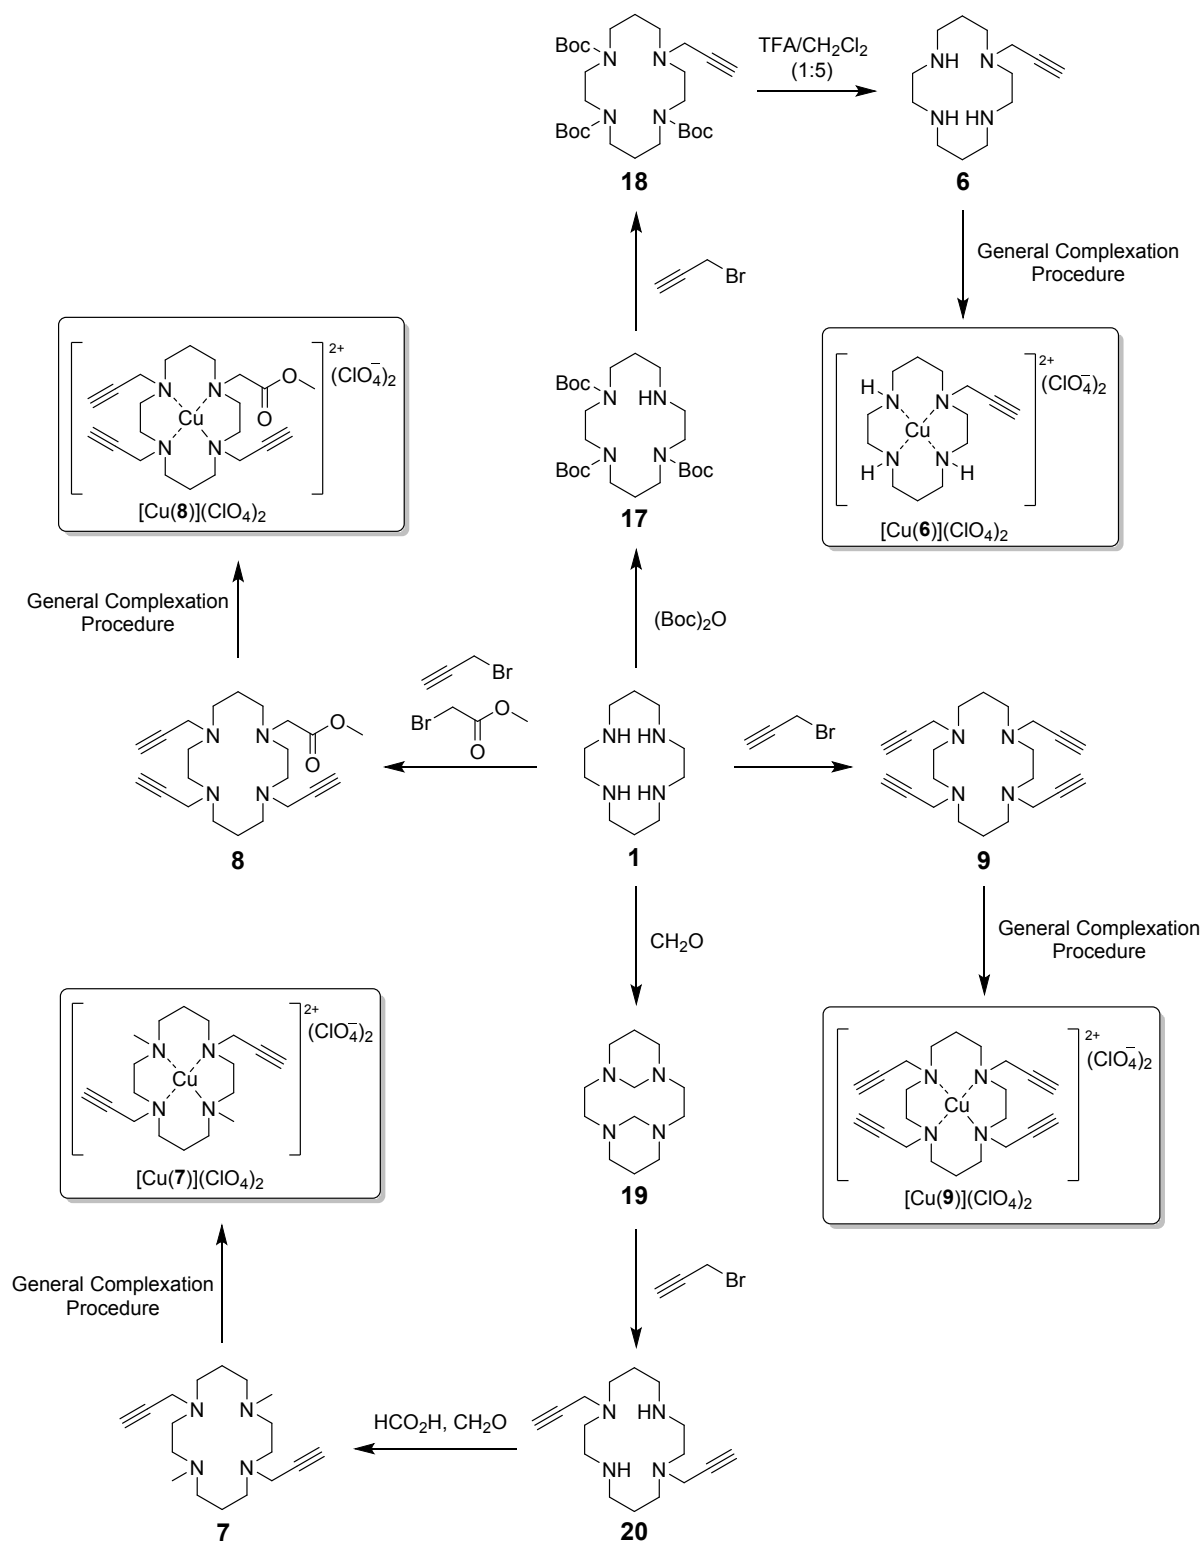 Boc
N
N
N
N
Boc
Boc
18
TFA/CH₂Cl₂
(1:5)
NH
N
NH
HN
6
Br
General Complexation
Procedure
[Cu(8)](ClO₄)₂
N
N
N
N
Cu
O
O
2+
(ClO₄⁻)₂
Boc
N
HN
N
N
Boc
Boc
17
H
N
N
N
N
H
H
Cu
2+
(ClO₄⁻)₂
[Cu(6)](ClO₄)₂
General Complexation
Procedure
(Boc)₂O
Br
Br
O
O
N
N
N
N
O
O
8
NH
HN
NH
HN
1
Br
N
N
N
N
9
CH₂O
General Complexation
Procedure
N
N
N
N
Cu
2+
(ClO₄⁻)₂
[Cu(7)](ClO₄)₂
N
N
N
N
19
N
N
N
N
Cu
2+
(ClO₄⁻)₂
[Cu(9)](ClO₄)₂
General Complexation
Procedure
Br
N
N
N
N
7
HCO₂H, CH₂O
N
HN
NH
N
20